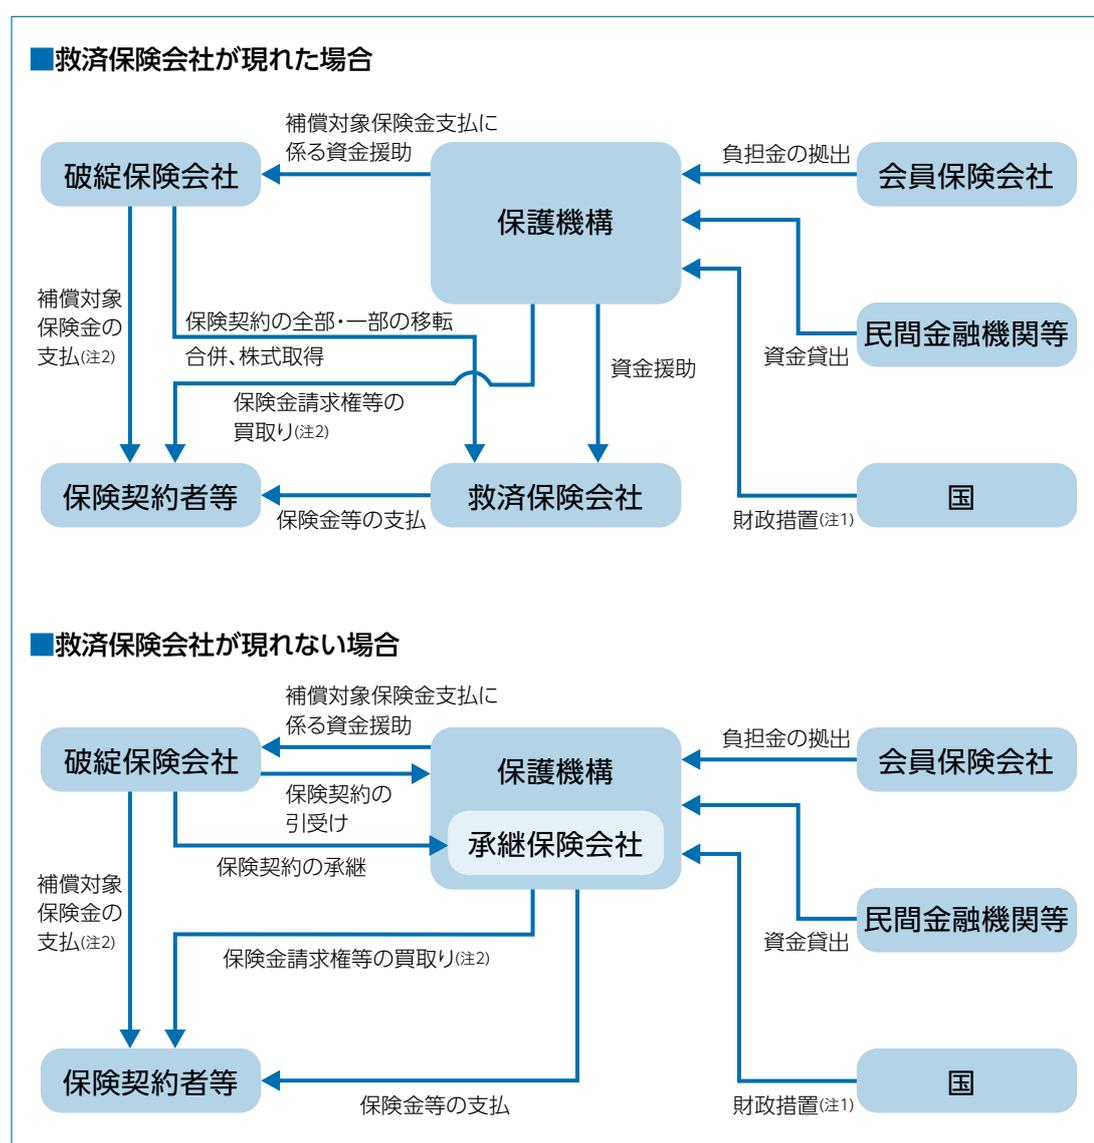 ■救済保険会社が現れた場合
補償対象保険金支払に
係る資金援助
負担金の拠出
破綻保険会社
保護機構
会員保険会社
補償対象
保険金の
支払(注2)
保険契約の全部・一部の移転
合併、株式取得
保険金請求権等の
買取り(注2)
資金援助
民間金融機関等
資金貸出
保険契約者等
保険金等の支払
救済保険会社
国
財政措置(注1)
■救済保険会社が現れない場合
補償対象保険金支払に
係る資金援助
負担金の拠出
破綻保険会社
保護機構
会員保険会社
保険契約の
引受け
承継保険会社
保険契約の承継
補償対象
保険金の
支払(注2)
民間金融機関等
資金貸出
保険金請求権等の買取り(注2)
保険契約者等
保険金等の支払
国
財政措置(注1)